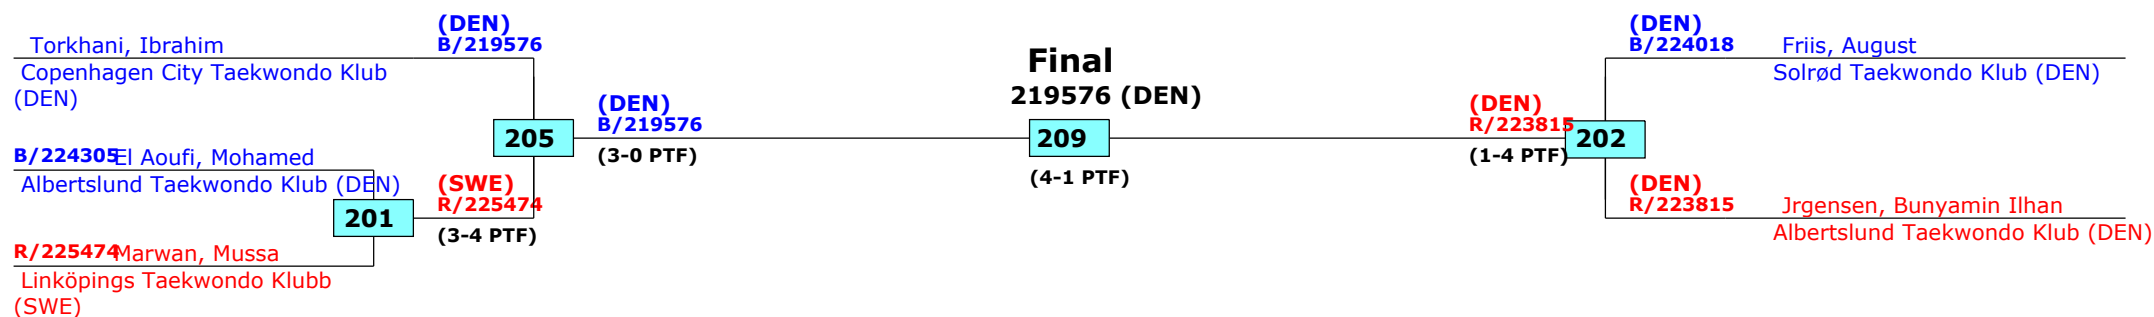 (DEN)
B/219576
Torkhani, Ibrahim
Copenhagen City Taekwondo Klub
(DEN)
B/224305 El Aoufi, Mohamed
Albertslund Taekwondo Klub (DEN)
201
R/225474 Marwan, Mussa
Linköpings Taekwondo Klubb
(SWE)
(SWE)
R/225474
(3-4 PTF)
205
(DEN)
B/219576
(3-0 PTF)
Final
219576 (DEN)
209
(4-1 PTF)
(DEN)
R/223815
(1-4 PTF)
202
(DEN)
B/224018
Friis, August
Solrød Taekwondo Klub (DEN)
(DEN)
R/223815
Jrgensen, Bunyamin Ilhan
Albertslund Taekwondo Klub (DEN)